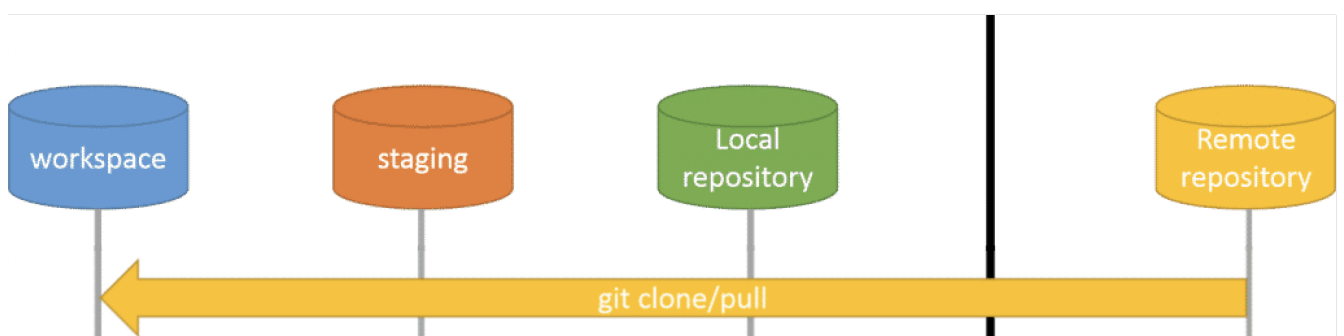 workspace
staging
Local
repository
Remote
repository
git clone/pull